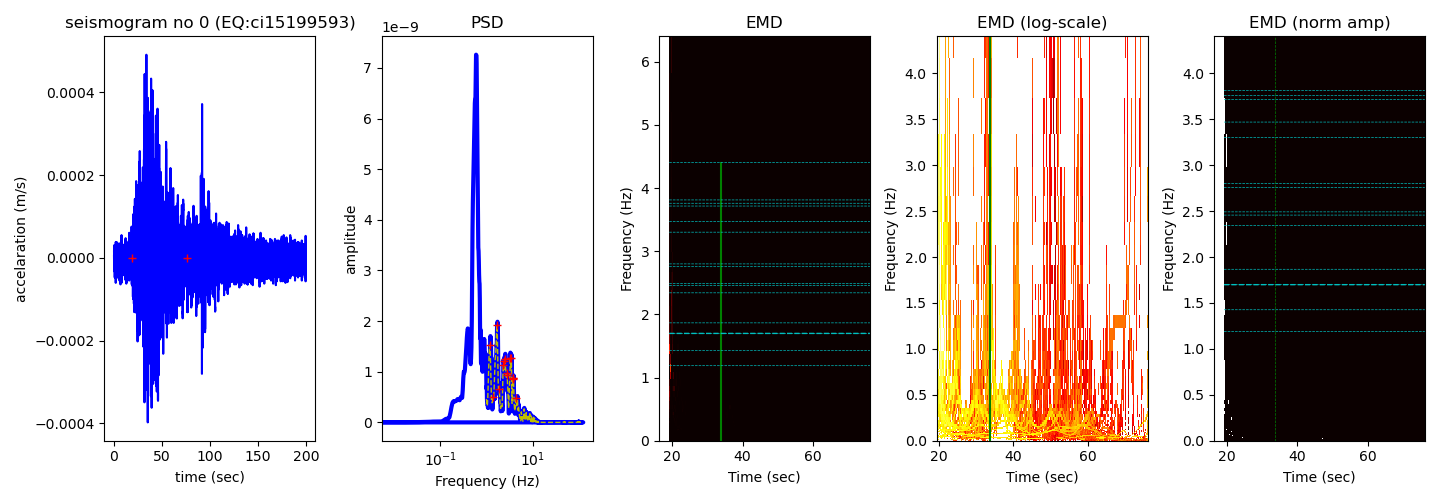 seismogram no 0 (EQ:ci15199593)
accelaration (m/s)
0.0004
0.0002
0.0000
−0.0002
−0.0004
0 50 100 150 200
time (sec)
PSD
1e−9
amplitude
7
6
5
4
3
2
1
0
10⁻¹ 10¹
Frequency (Hz)
EMD
Frequency (Hz)
6
5
4
3
2
1
0
20 40 60
Time (sec)
EMD (log-scale)
Frequency (Hz)
4.0
3.5
3.0
2.5
2.0
1.5
1.0
0.5
0.0
20 40 60
Time (sec)
EMD (norm amp)
Frequency (Hz)
4.0
3.5
3.0
2.5
2.0
1.5
1.0
0.5
0.0
20 40 60
Time (sec)